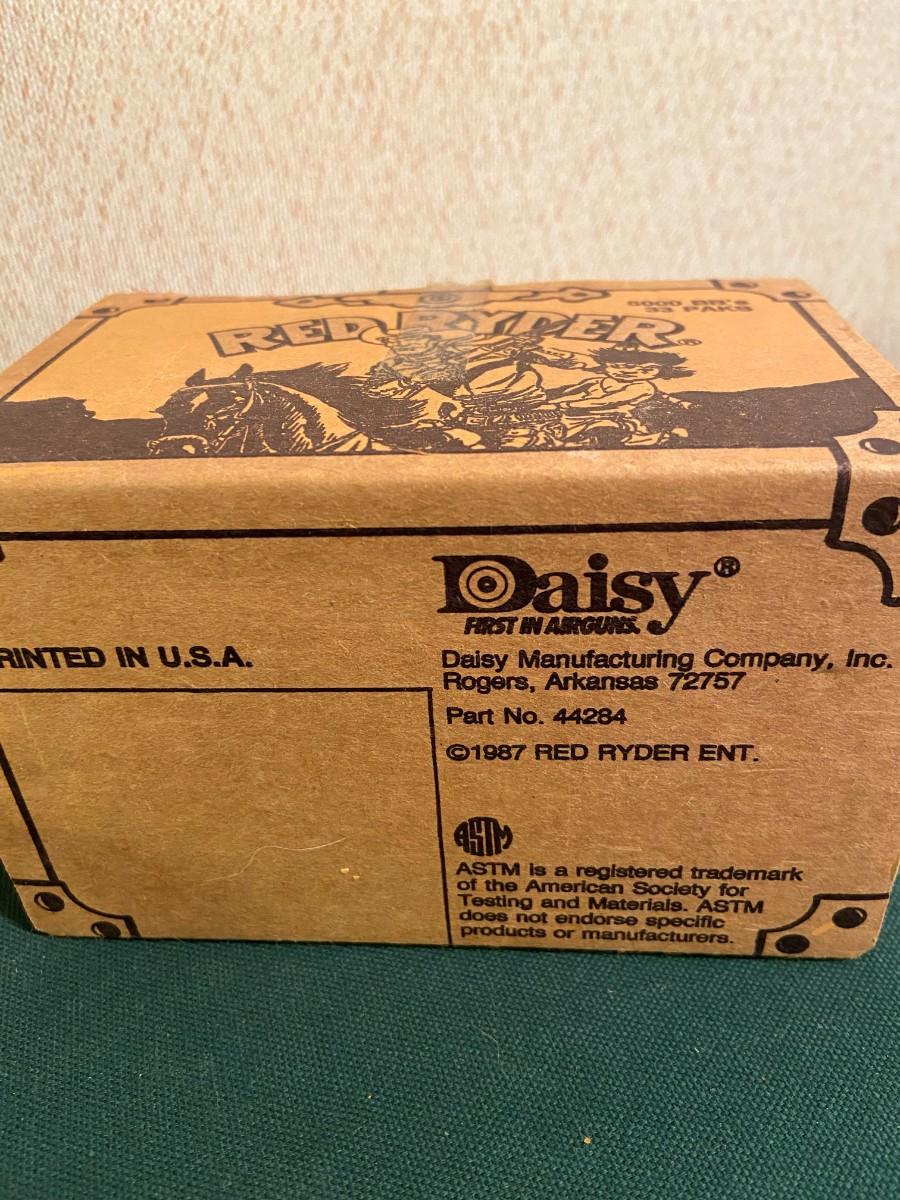 5000 BB's
33 PAKS
RED RYDER®
Daisy®
FIRST IN AIRGUNS.
RINTED IN U.S.A.
Daisy Manufacturing Company, Inc.
Rogers, Arkansas 72757
Part No. 44284
©1987 RED RYDER ENT.
ASTM
ASTM is a registered trademark
of the American Society for
Testing and Materials. ASTM
does not endorse specific
products or manufacturers.